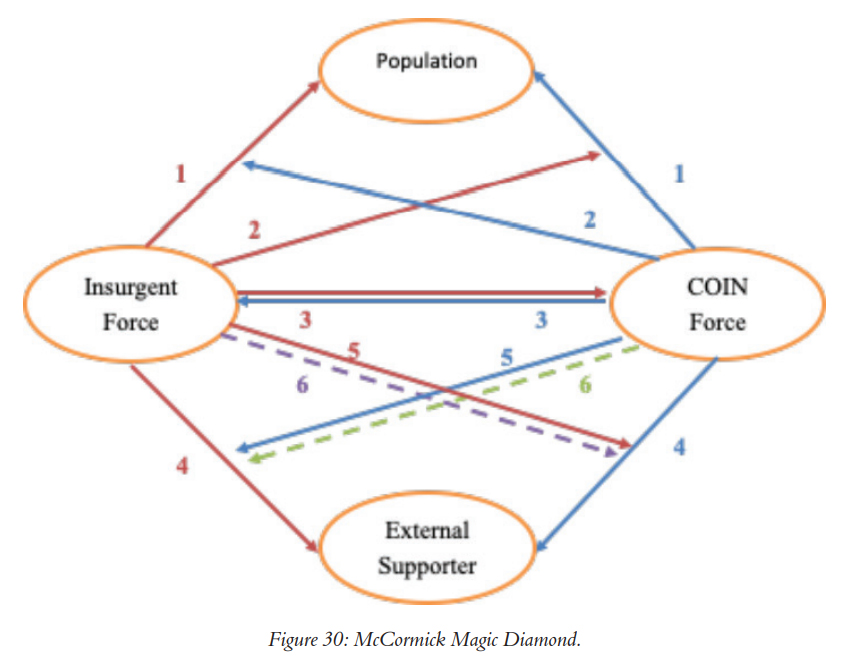 Population
1
1
2
2
Insurgent
Force
COIN
Force
3
3
5
5
6
6
4
4
External
Supporter
Figure 30: McCormick Magic Diamond.